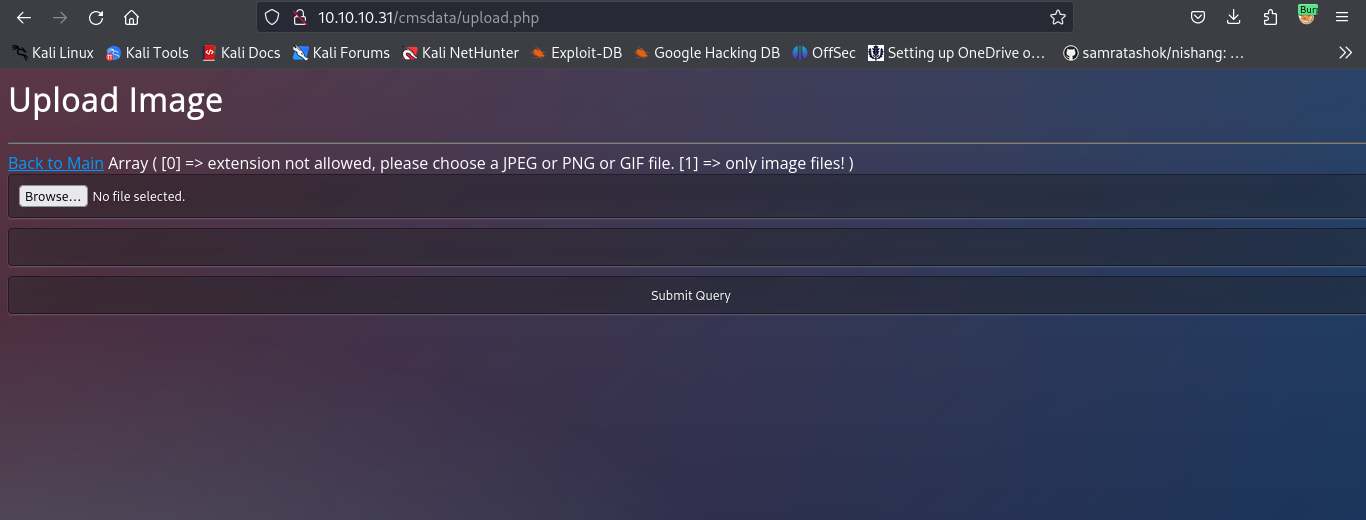 10.10.10.31/cmsdata/upload.php
Kali Linux Kali Tools Kali Docs Kali Forums Kali NetHunter Exploit-DB Google Hacking DB OffSec Setting up OneDrive o... samratashok/nishang: ...
Upload Image
Back to Main Array ( [0] => extension not allowed, please choose a JPEG or PNG or GIF file. [1] => only image files! )
Browse... No file selected.
Submit Query